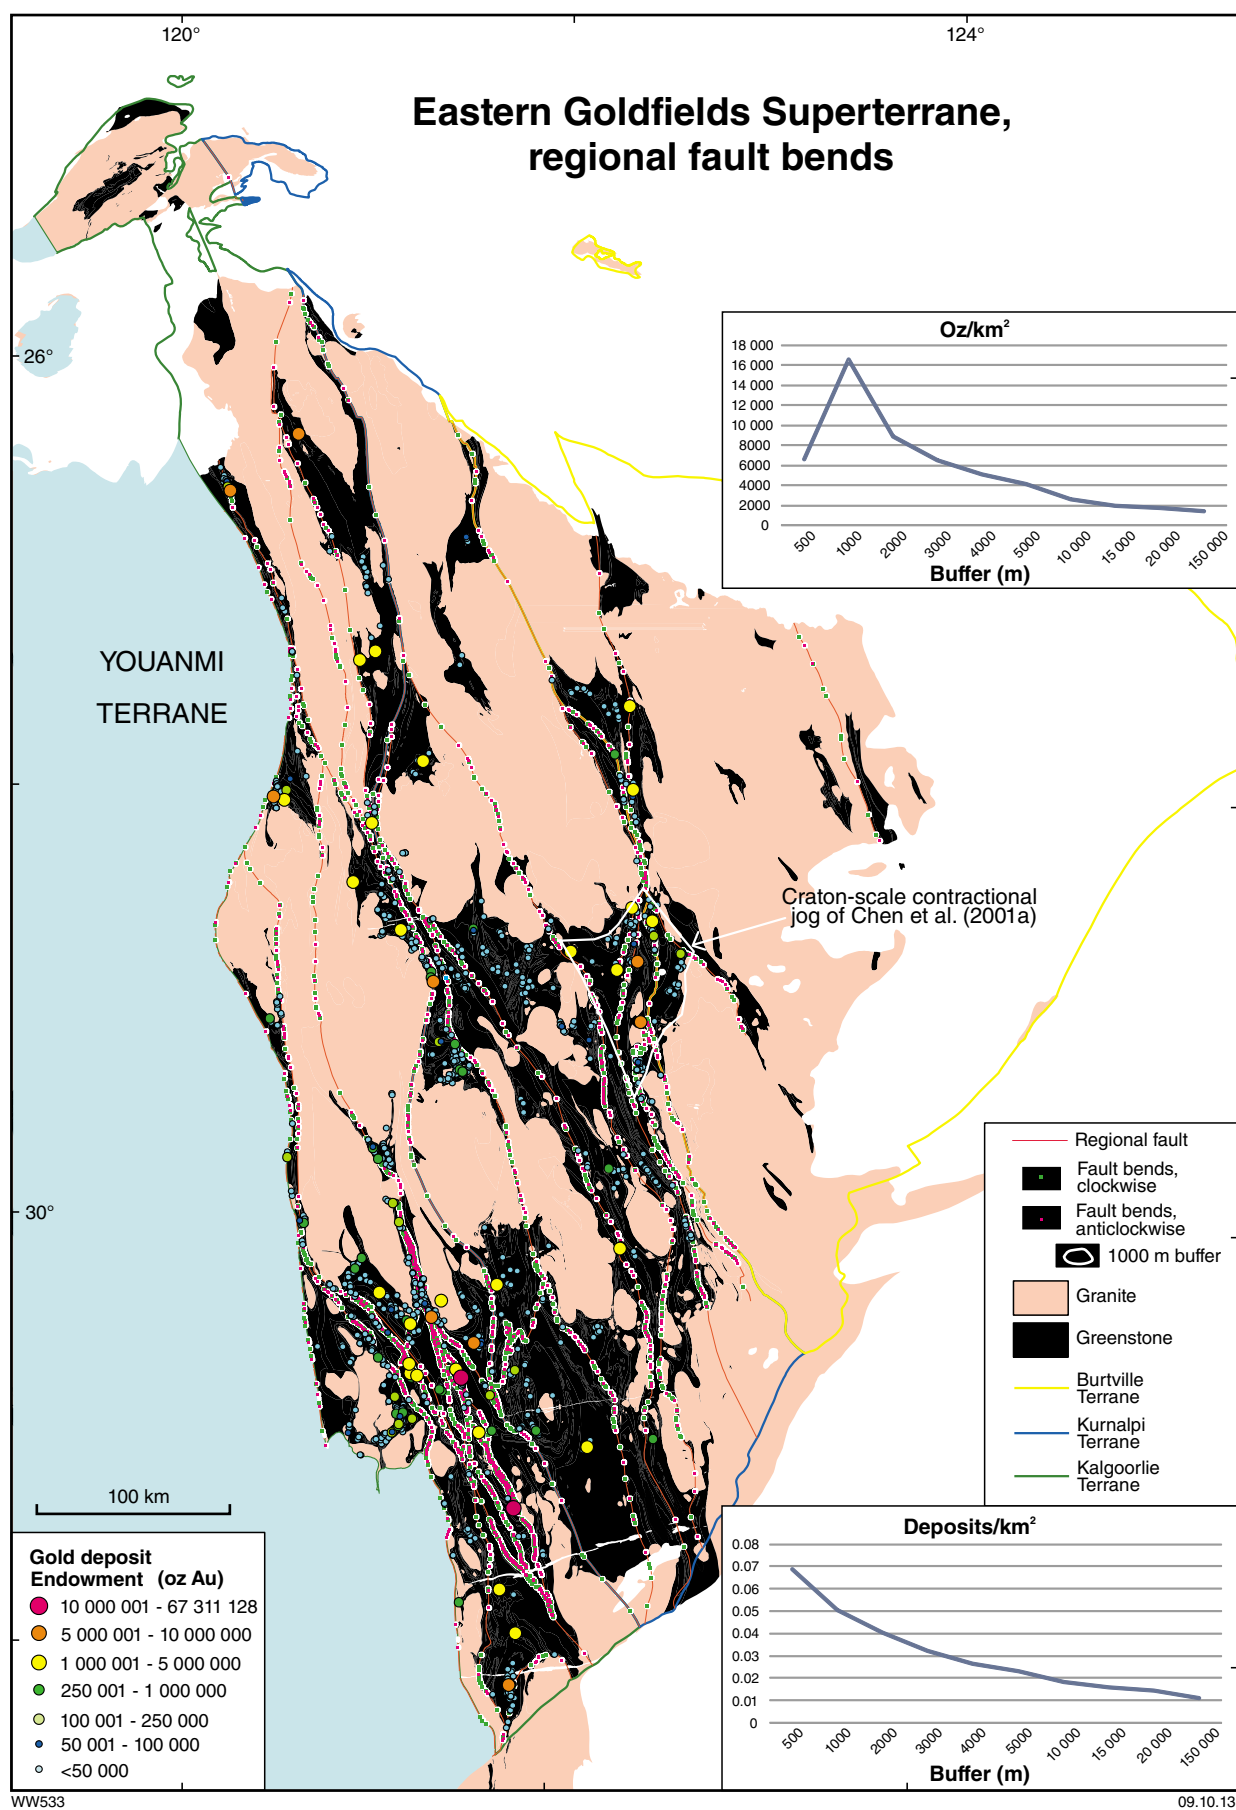 120°
124°
Eastern Goldfields Superterrane,
regional fault bends
26°
30°
YOUANMI
TERRANE
Oz/km²
18 000
16 000
14 000
12 000
10 000
8000
6000
4000
2000
0
500
1000
2000
3000
4000
5000
10 000
15 000
20 000
150 000
Buffer (m)
Craton-scale contractional
jog of Chen et al. (2001a)
Regional fault
Fault bends,
clockwise
Fault bends,
anticlockwise
1000 m buffer
Granite
Greenstone
Burtville
Terrane
Kurnalpi
Terrane
Kalgoorlie
Terrane
100 km
Gold deposit
Endowment (oz Au)
10 000 001 - 67 311 128
5 000 001 - 10 000 000
1 000 001 - 5 000 000
250 001 - 1 000 000
100 001 - 250 000
50 001 - 100 000
<50 000
Deposits/km²
0.08
0.07
0.06
0.05
0.04
0.03
0.02
0.01
0
500
1000
2000
3000
4000
5000
10 000
15 000
20 000
150 000
Buffer (m)
WW533
09.10.13